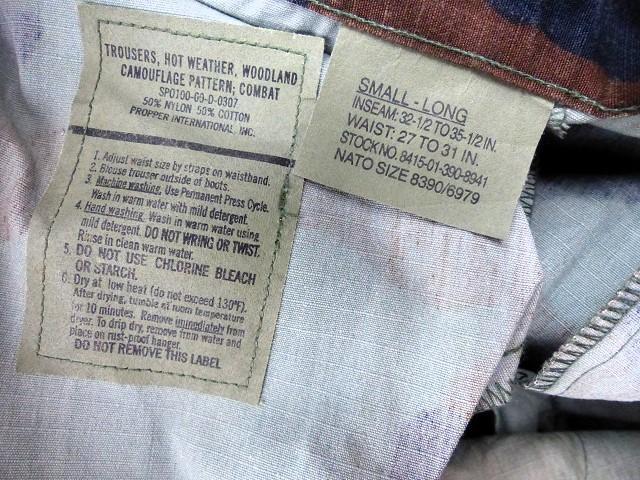 TROUSERS, HOT WEATHER, WOODLAND
CAMOUFLAGE PATTERN; COMBAT
SPO100-G9-D-0307
50% NYLON 50% COTTON
PROPPER INTERNATIONAL, INC.
1. Adjust waist size by straps on waistband.
2. Blouse trouser outside of boots.
3. Machine washing. Use Permanent Press Cycle.
Wash in warm water with mild detergent.
4. Hand washing. Wash in warm water using
mild detergent. DO NOT WRING OR TWIST.
Rinse in clean warm water.
5. DO NOT USE CHLORINE BLEACH
OR STARCH.
6. Dry at low heat (do not exceed 130°F).
After drying, tumble at room temperature
for 10 minutes. Remove immediately from
dryer. To drip dry, remove from water and
place on rust-proof hanger.
DO NOT REMOVE THIS LABEL
SMALL - LONG
INSEAM: 32-1/2 TO 35-1/2 IN.
WAIST: 27 TO 31 IN.
STOCK NO. 8415-01-390-8941
NATO SIZE 8390/6979